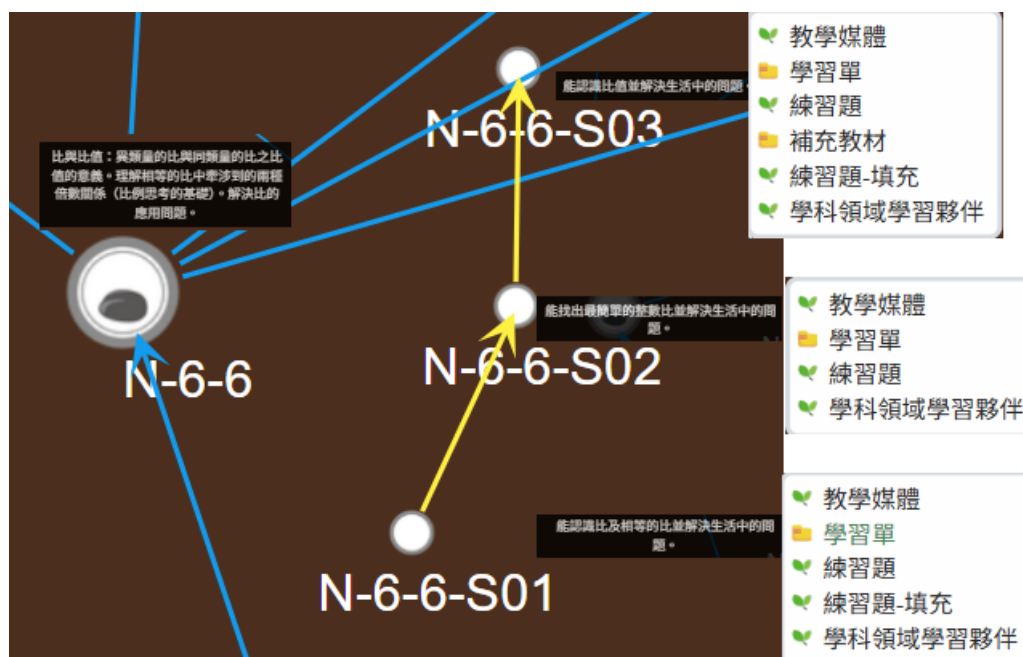 能認識比值並解決生活中的問題。
N-6-6-S03
比與比值：異類量的比與同類量的比之比
值的意義。理解相等的比中牽涉到的兩種
倍數關係（比例思考的基礎）。解決比的
應用問題。
N-6-6
能找出最簡單的整數比並解決生活中的問
題。
N-6-6-S02
能認識比及相等的比並解決生活中的問
題。
N-6-6-S01
教學媒體
學習單
練習題
補充教材
練習題-填充
學科領域學習夥伴
教學媒體
學習單
練習題
學科領域學習夥伴
教學媒體
學習單
練習題
練習題-填充
學科領域學習夥伴